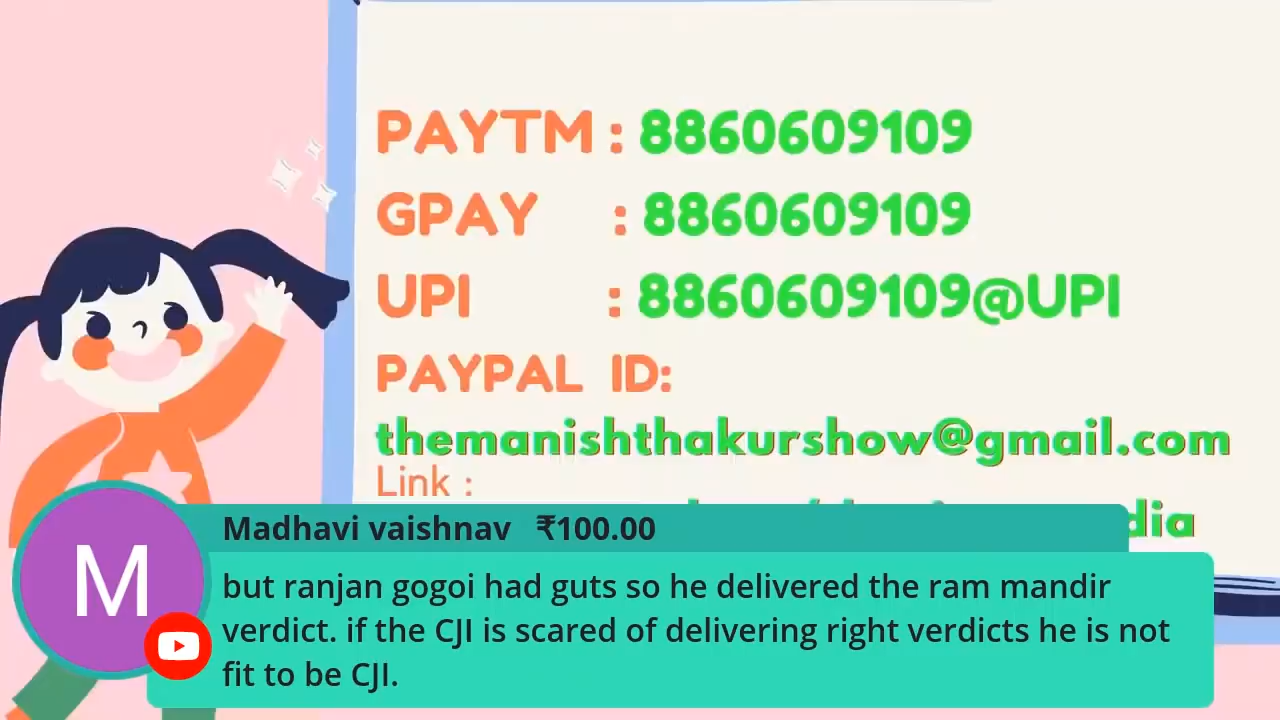 PAYTM : 8860609109
GPAY : 8860609109
UPI : 8860609109@UPI
PAYPAL ID:
themanishthakurshow@gmail.com
Link :
M
Madhavi vaishnav ₹100.00
but ranjan gogoi had guts so he delivered the ram mandir
verdict. if the CJI is scared of delivering right verdicts he is not
fit to be CJI.